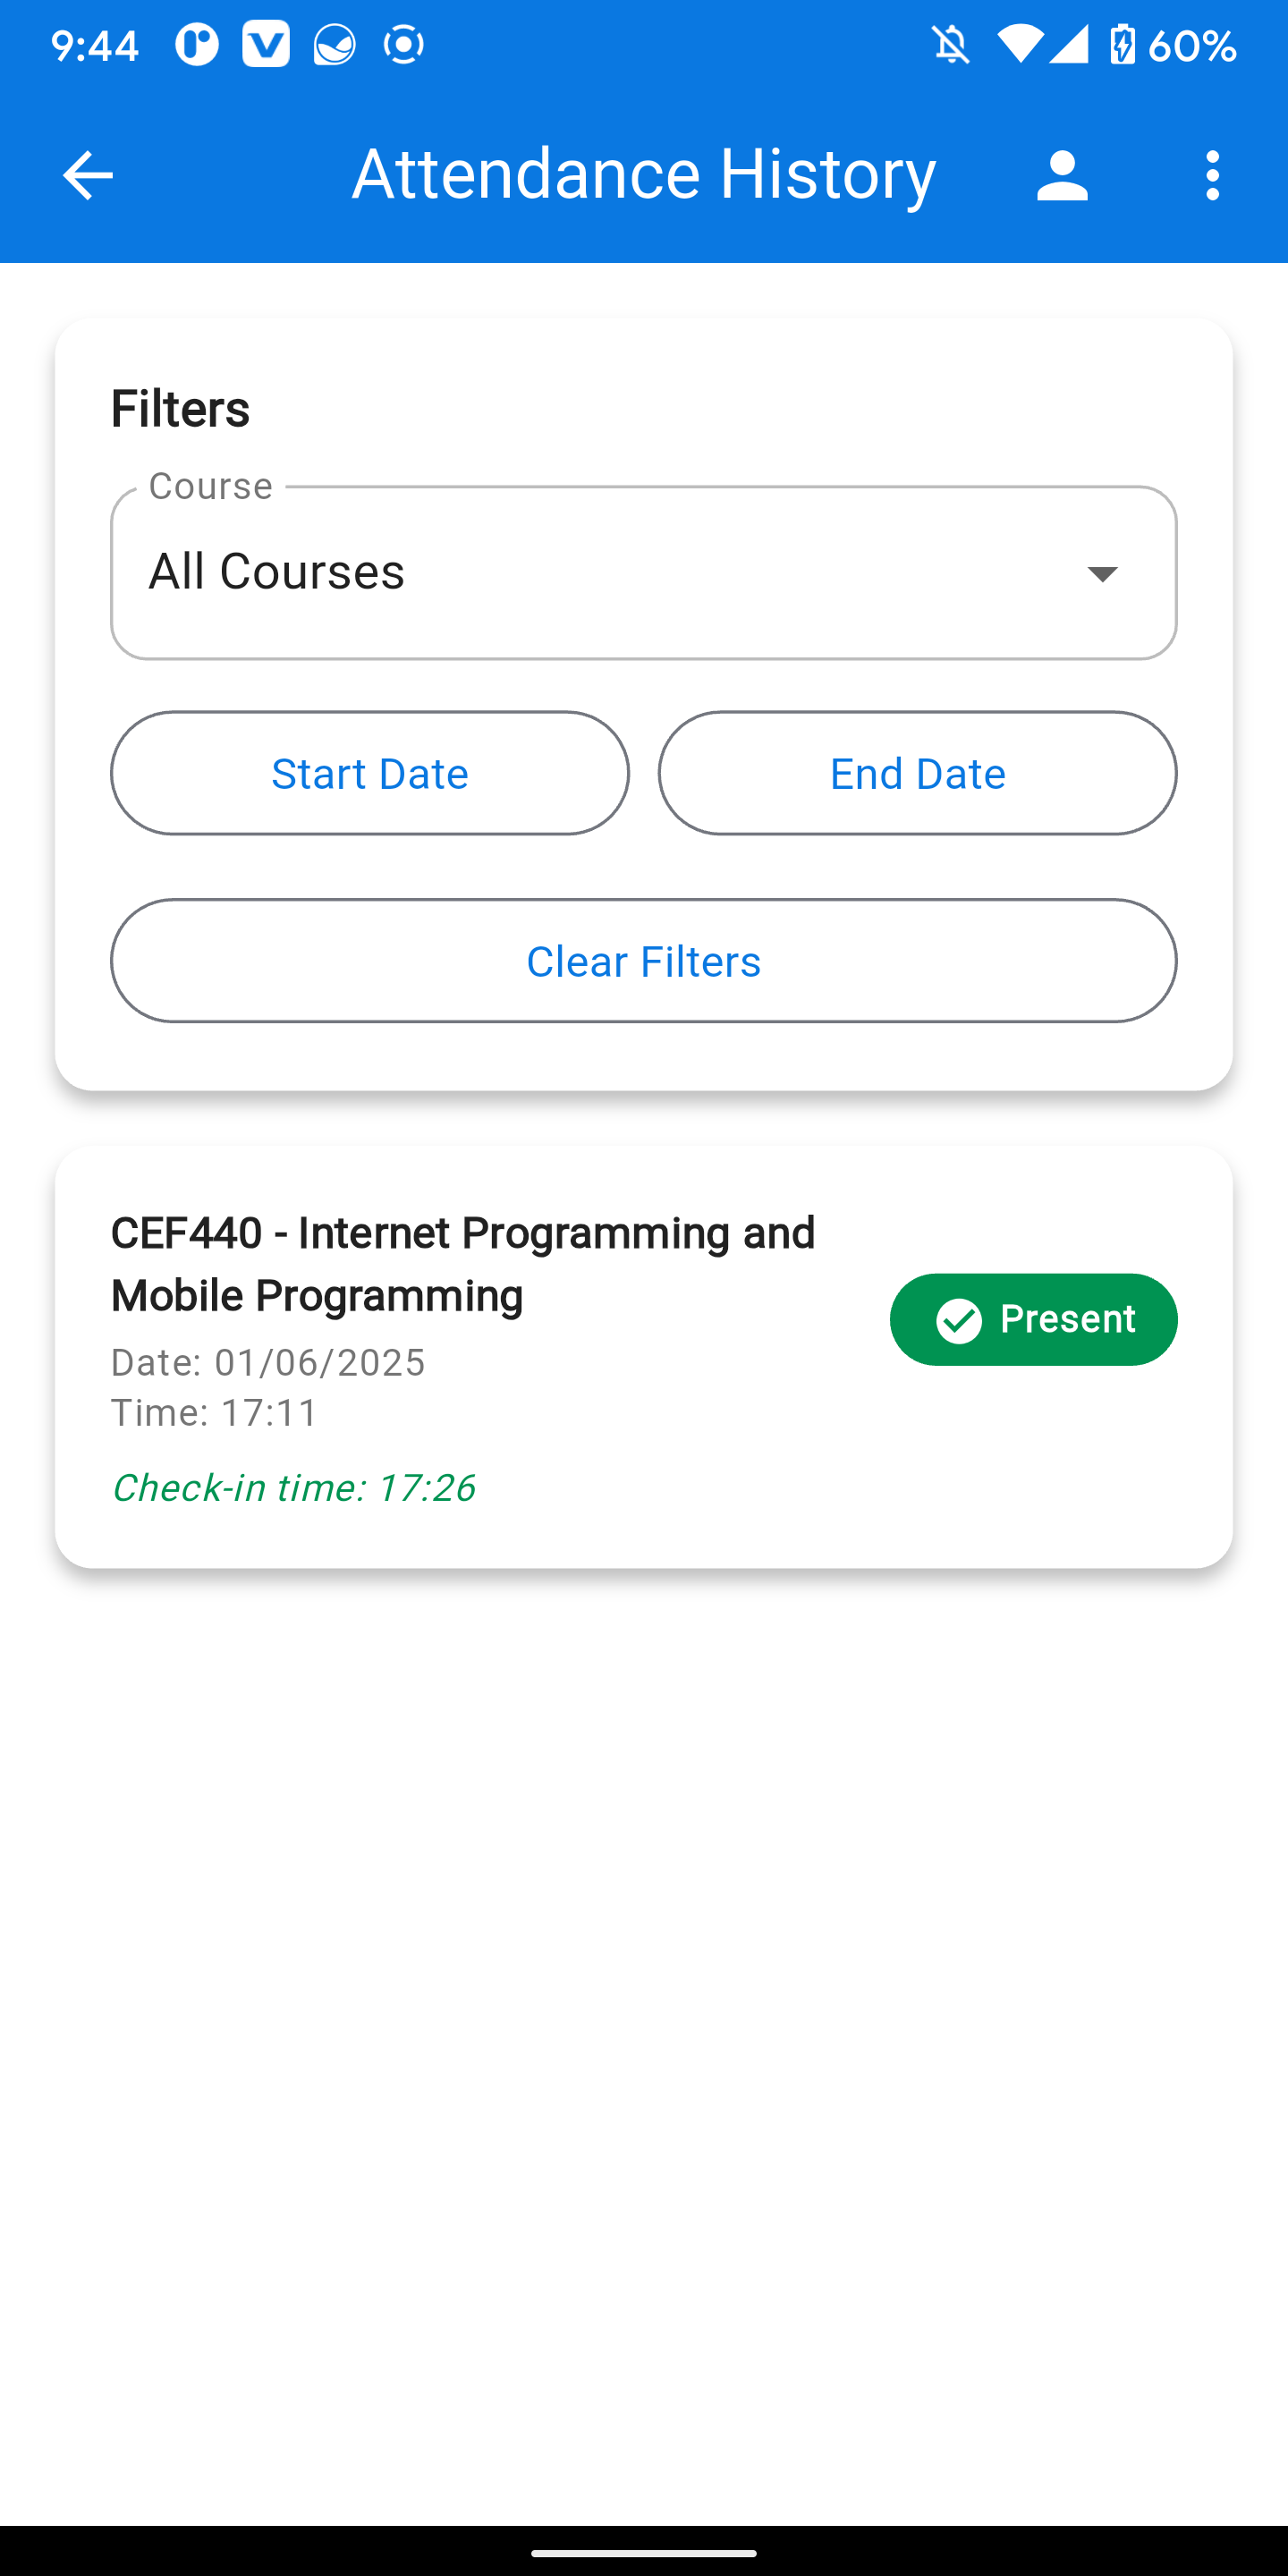 9:44
60%
Attendance History
Filters
Course
All Courses
Start Date
End Date
Clear Filters
CEF440 - Internet Programming and
Mobile Programming
Present
Date: 01/06/2025
Time: 17:11
Check-in time: 17:26